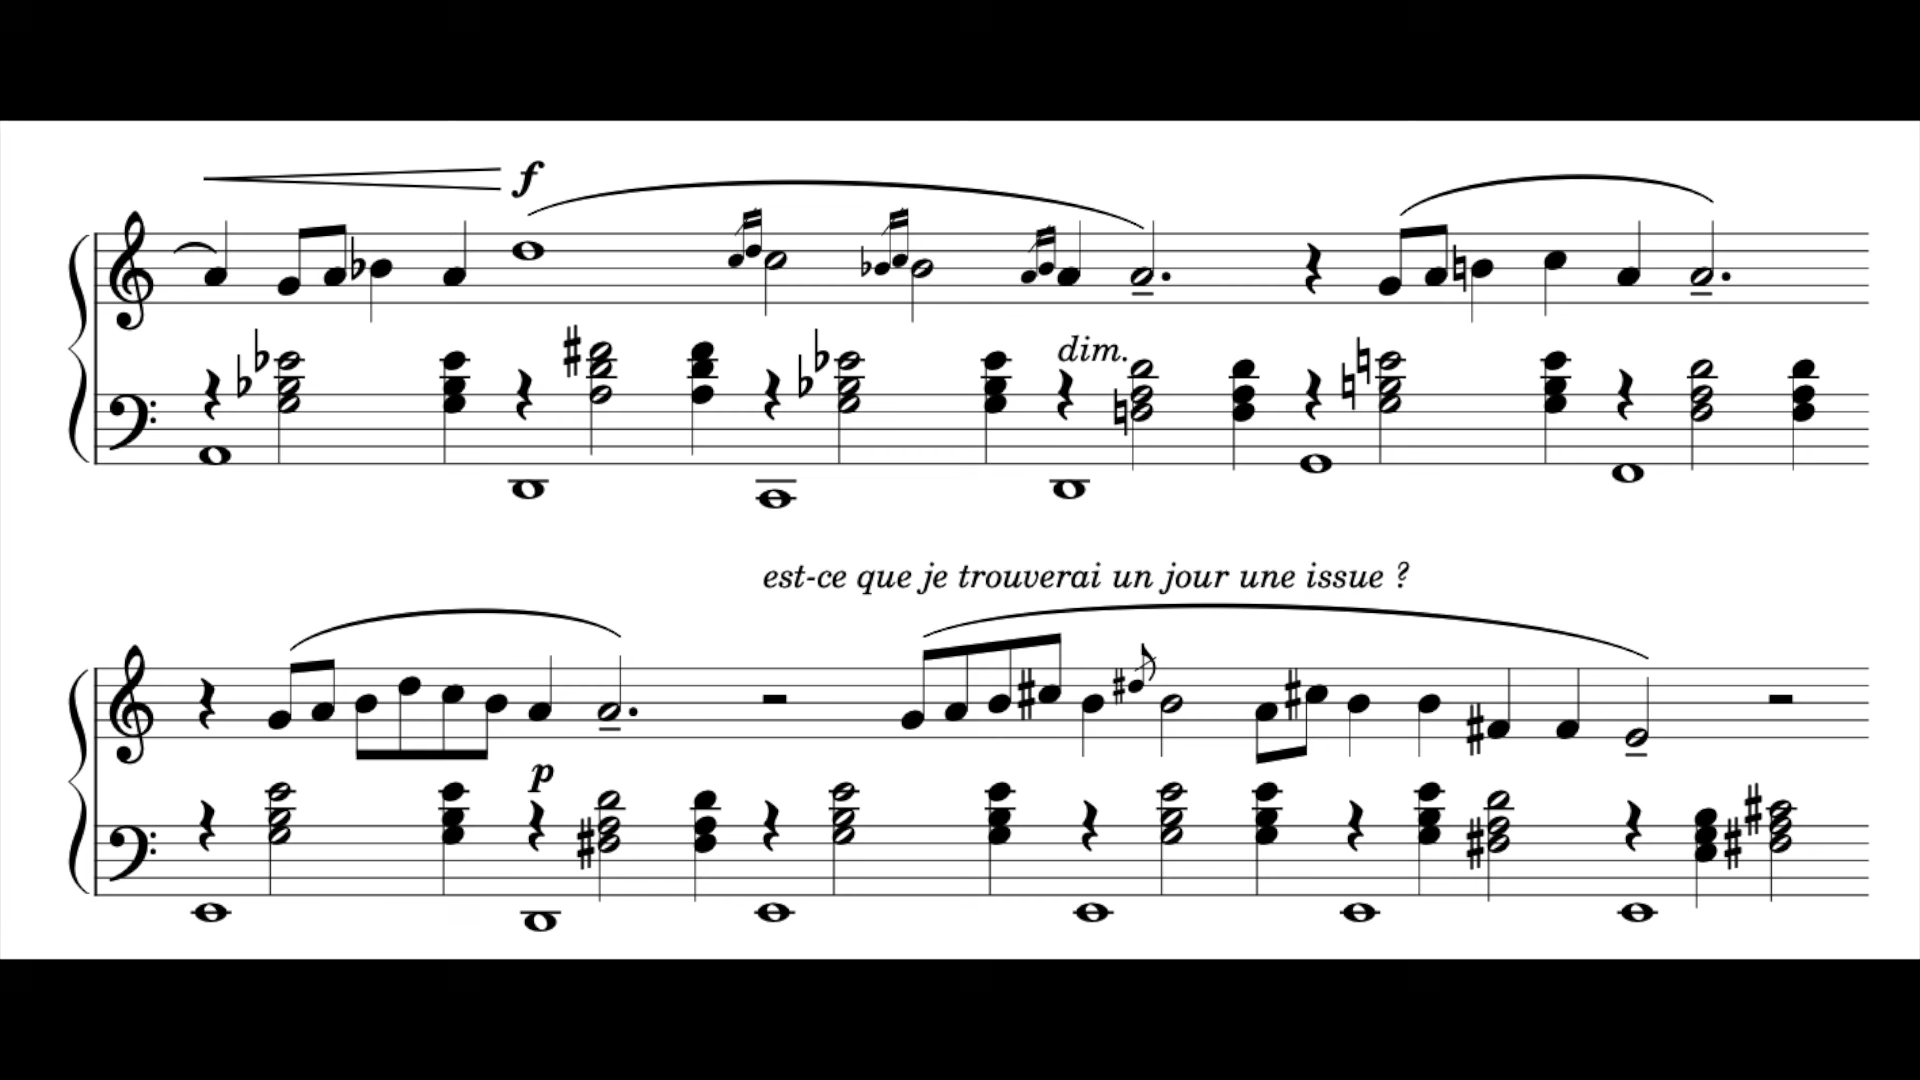 f
dim.
est-ce que je trouverai un jour une issue ?
p